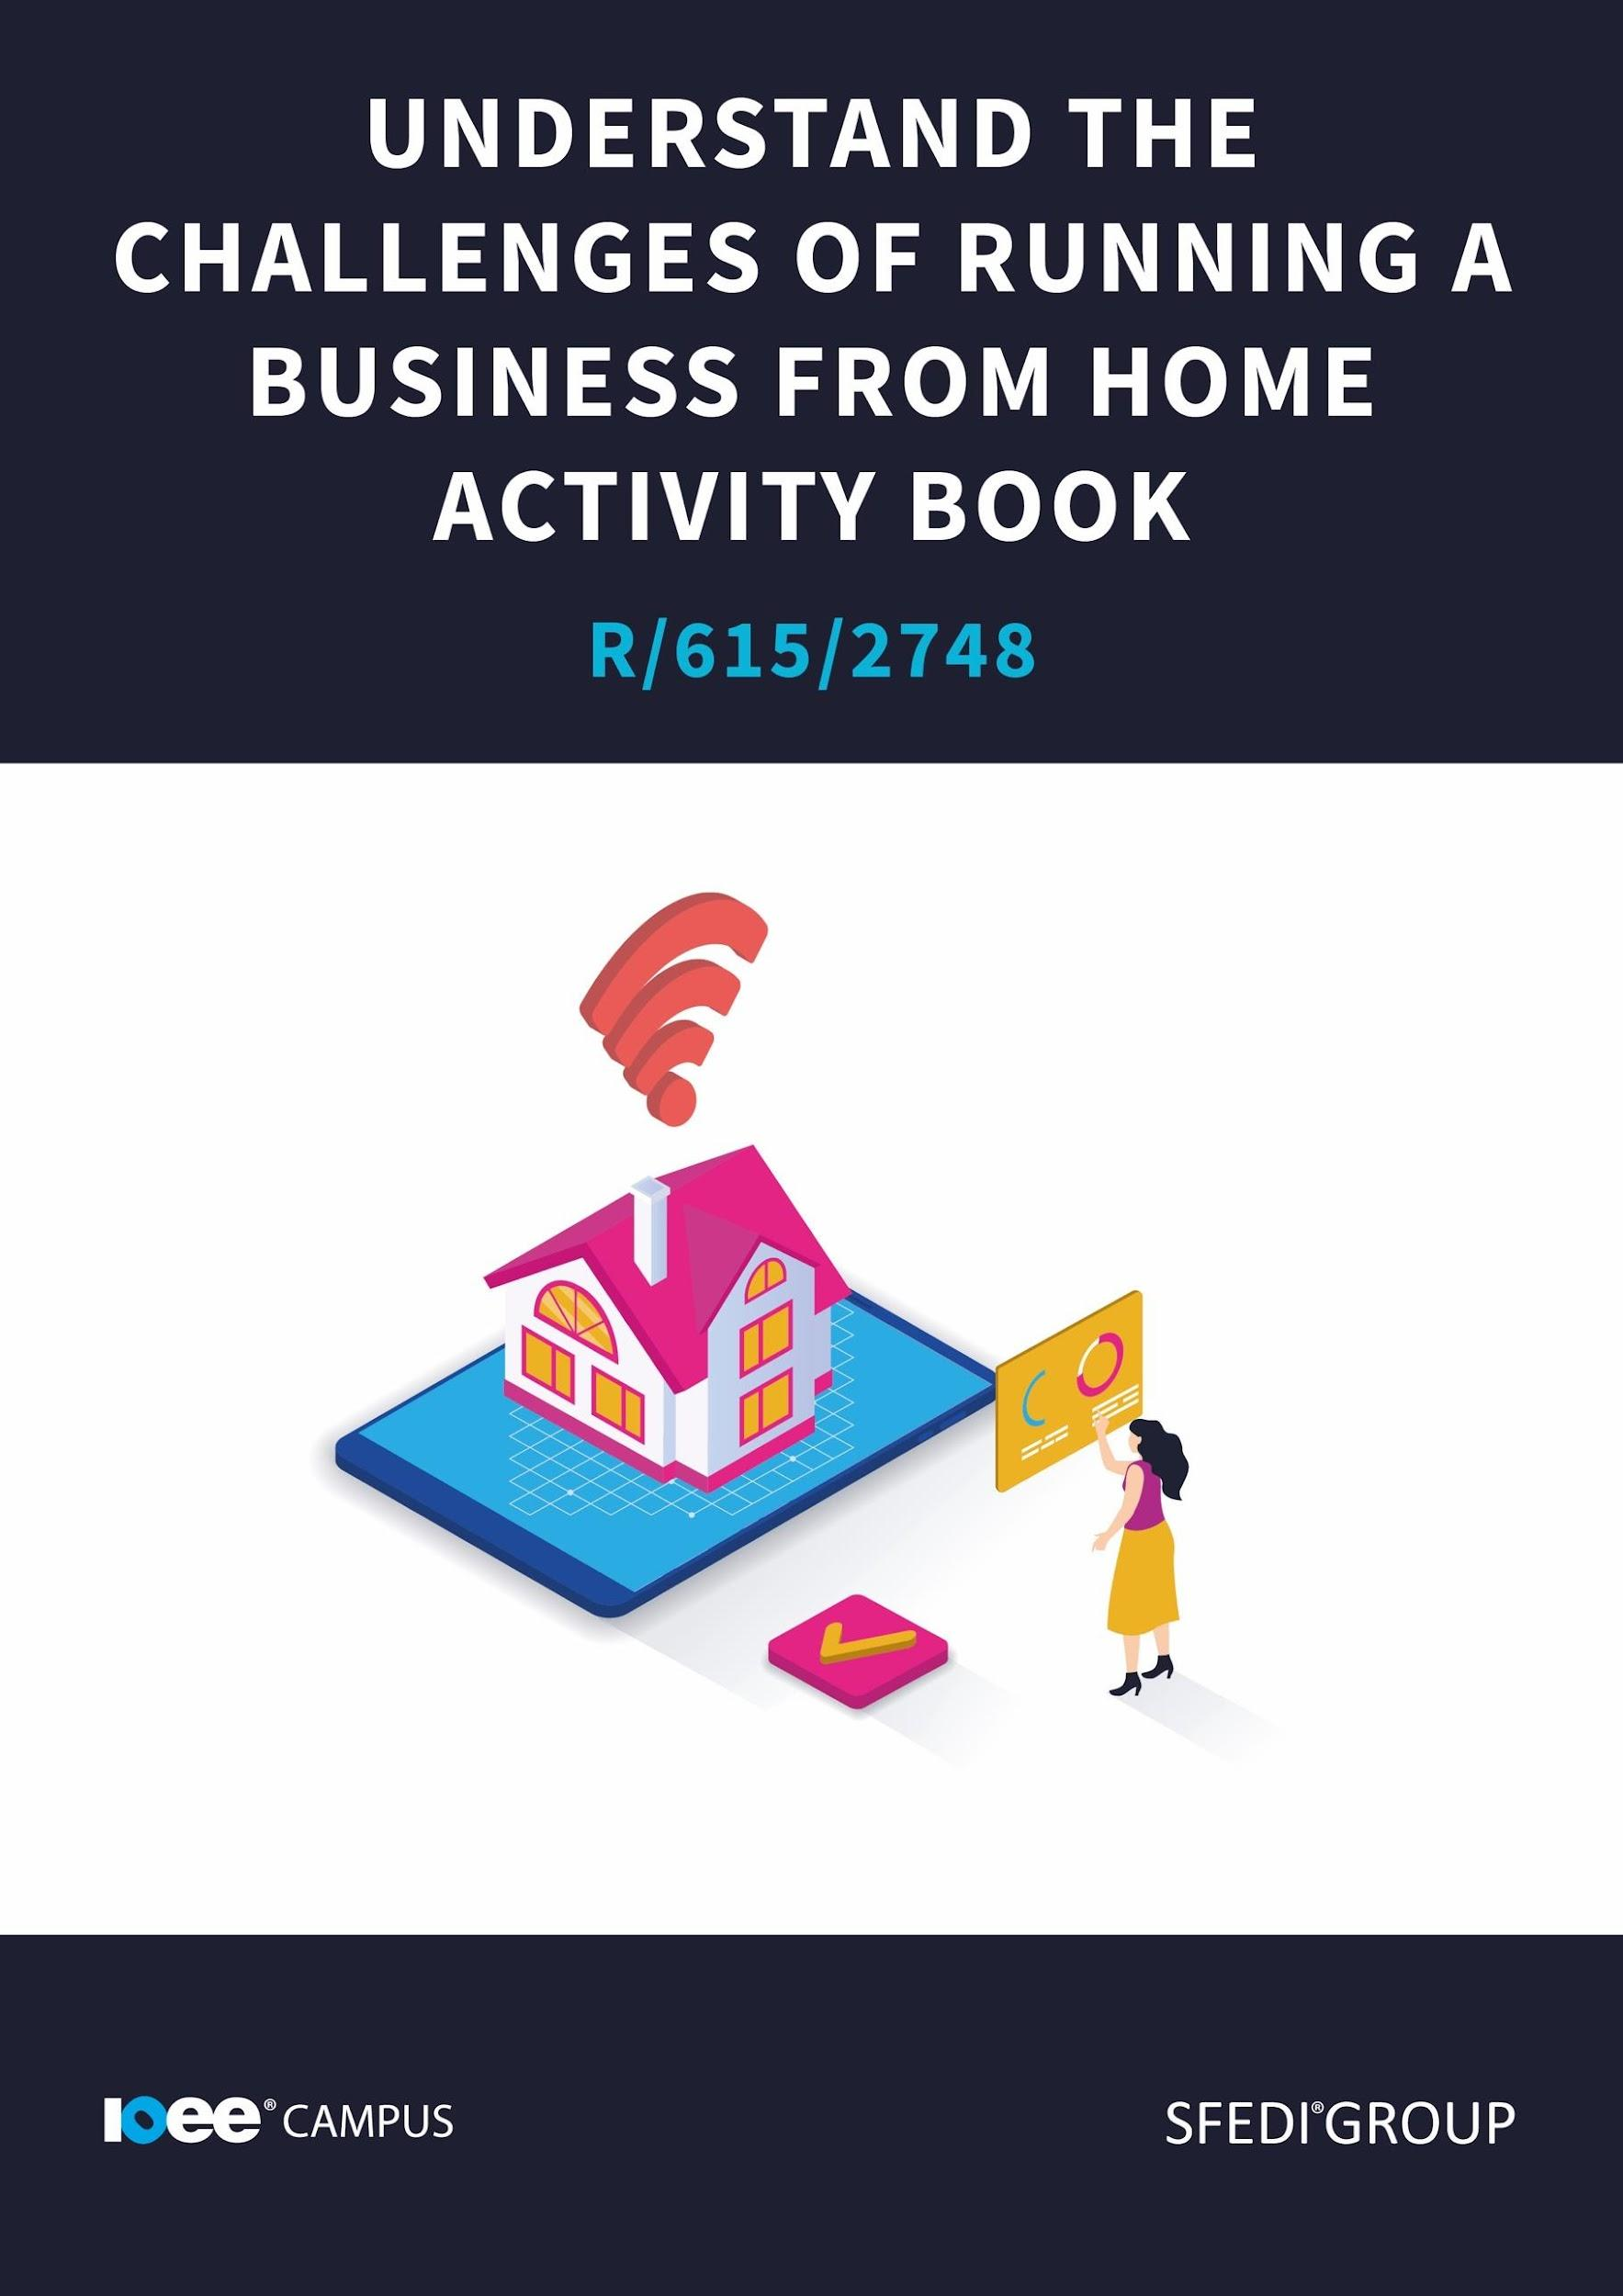 UNDERSTAND THE
CHALLENGES OF RUNNING A
BUSINESS FROM HOME
ACTIVITY BOOK
R/615/2748
ioee® CAMPUS
SFEDI®GROUP